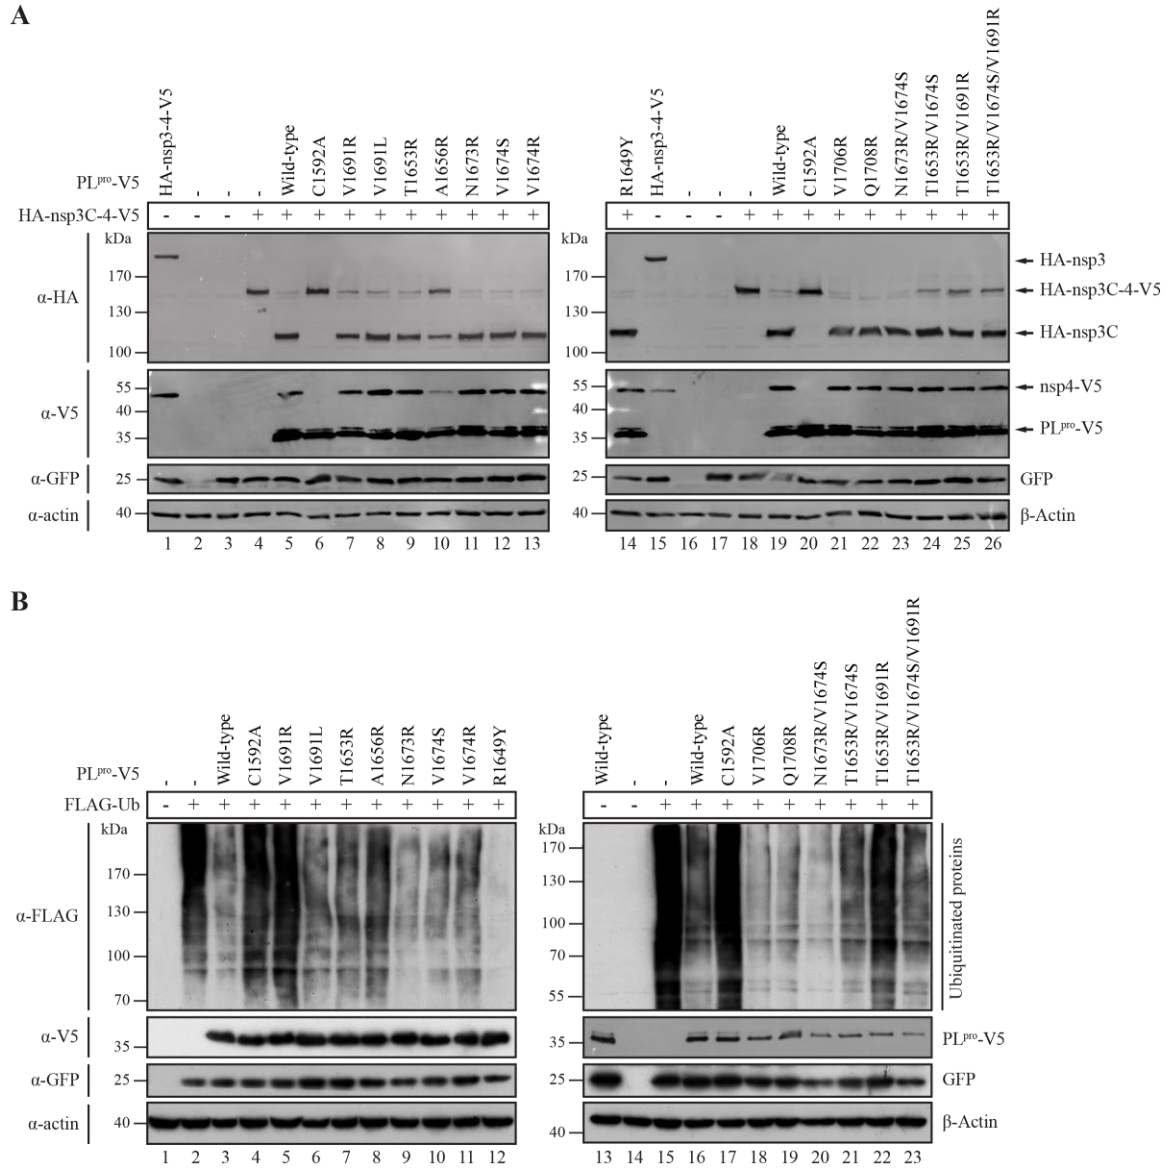 A
PLpro-V5
HA-nsp3-4-V5
-
-
-
Wild-type
C1592A
V1691R
V1691L
T1653R
A1656R
N1673R
V1674S
V1674R
R1649Y
HA-nsp3-4-V5
-
-
-
Wild-type
C1592A
V1706R
Q1708R
N1673R/V1674S
T1653R/V1674S
T1653R/V1691R
T1653R/V1674S/V1691R
HA-nsp3C-4-V5 - - - + + + + + + + + + + + - - - + + + + + + + + +
kDa
170
130
100
α-HA
kDa
170
130
100
HA-nsp3
HA-nsp3C-4-V5
HA-nsp3C
α-V5
55
40
35
55
40
35
nsp4-V5
PLpro-V5
α-GFP 25 25 GFP
α-actin 40 40 β-Actin
1 2 3 4 5 6 7 8 9 10 11 12 13 14 15 16 17 18 19 20 21 22 23 24 25 26
B
PLpro-V5
-
-
Wild-type
C1592A
V1691R
V1691L
T1653R
A1656R
N1673R
V1674S
V1674R
R1649Y
Wild-type
-
-
Wild-type
C1592A
V1706R
Q1708R
N1673R/V1674S
T1653R/V1674S
T1653R/V1691R
T1653R/V1674S/V1691R
FLAG-Ub - + + + + + + + + + + + - - + + + + + + + + +
kDa
170
130
100
70
α-FLAG
kDa
170
130
100
70
55
Ubiquitinated proteins
α-V5 35 35 PLpro-V5
α-GFP 25 25 GFP
α-actin 40 40 β-Actin
1 2 3 4 5 6 7 8 9 10 11 12 13 14 15 16 17 18 19 20 21 22 23